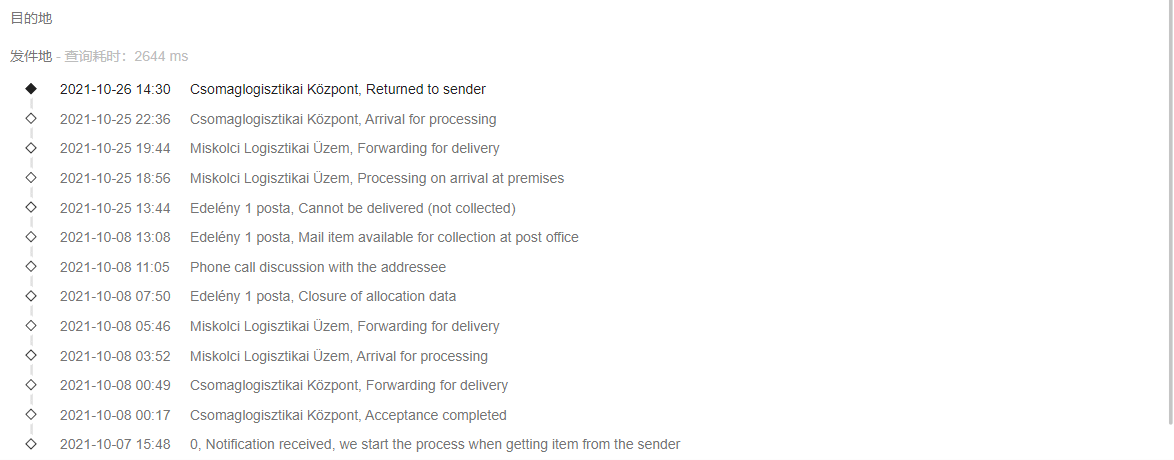 目的地
发件地 - 查询耗时：2644 ms
2021-10-26 14:30 Csomaglogisztikai Központ, Returned to sender
2021-10-25 22:36 Csomaglogisztikai Központ, Arrival for processing
2021-10-25 19:44 Miskolci Logisztikai Üzem, Forwarding for delivery
2021-10-25 18:56 Miskolci Logisztikai Üzem, Processing on arrival at premises
2021-10-25 13:44 Edelény 1 posta, Cannot be delivered (not collected)
2021-10-08 13:08 Edelény 1 posta, Mail item available for collection at post office
2021-10-08 11:05 Phone call discussion with the addressee
2021-10-08 07:50 Edelény 1 posta, Closure of allocation data
2021-10-08 05:46 Miskolci Logisztikai Üzem, Forwarding for delivery
2021-10-08 03:52 Miskolci Logisztikai Üzem, Arrival for processing
2021-10-08 00:49 Csomaglogisztikai Központ, Forwarding for delivery
2021-10-08 00:17 Csomaglogisztikai Központ, Acceptance completed
2021-10-07 15:48 0, Notification received, we start the process when getting item from the sender